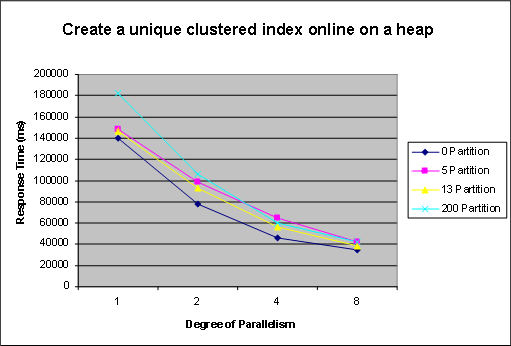 Create a unique clustered index online on a heap
200000
180000
160000
140000
120000
100000
80000
60000
40000
20000
0
Response Time (ms)
1 2 4 8
Degree of Parallelism
0 Partition
5 Partition
13 Partition
200 Partition